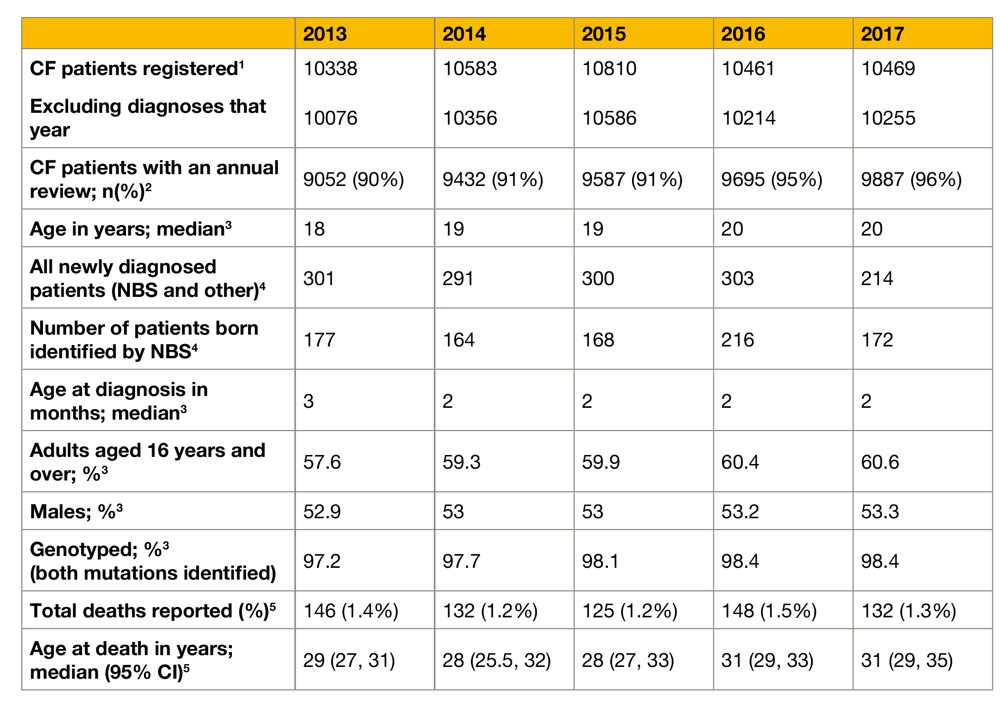 2013 2014 2015 2016 2017
CF patients registered¹ 10338 10583 10810 10461 10469
Excluding diagnoses that
year 10076 10356 10586 10214 10255
CF patients with an annual
review; n(%)² 9052 (90%) 9432 (91%) 9587 (91%) 9695 (95%) 9887 (96%)
Age in years; median³ 18 19 19 20 20
All newly diagnosed
patients (NBS and other)⁴ 301 291 300 303 214
Number of patients born
identified by NBS⁴ 177 164 168 216 172
Age at diagnosis in
months; median³ 3 2 2 2 2
Adults aged 16 years and
over; %³ 57.6 59.3 59.9 60.4 60.6
Males; %³ 52.9 53 53 53.2 53.3
Genotyped; %³
(both mutations identified) 97.2 97.7 98.1 98.4 98.4
Total deaths reported (%)⁵ 146 (1.4%) 132 (1.2%) 125 (1.2%) 148 (1.5%) 132 (1.3%)
Age at death in years;
median (95% CI)⁵ 29 (27, 31) 28 (25.5, 32) 28 (27, 33) 31 (29, 33) 31 (29, 35)